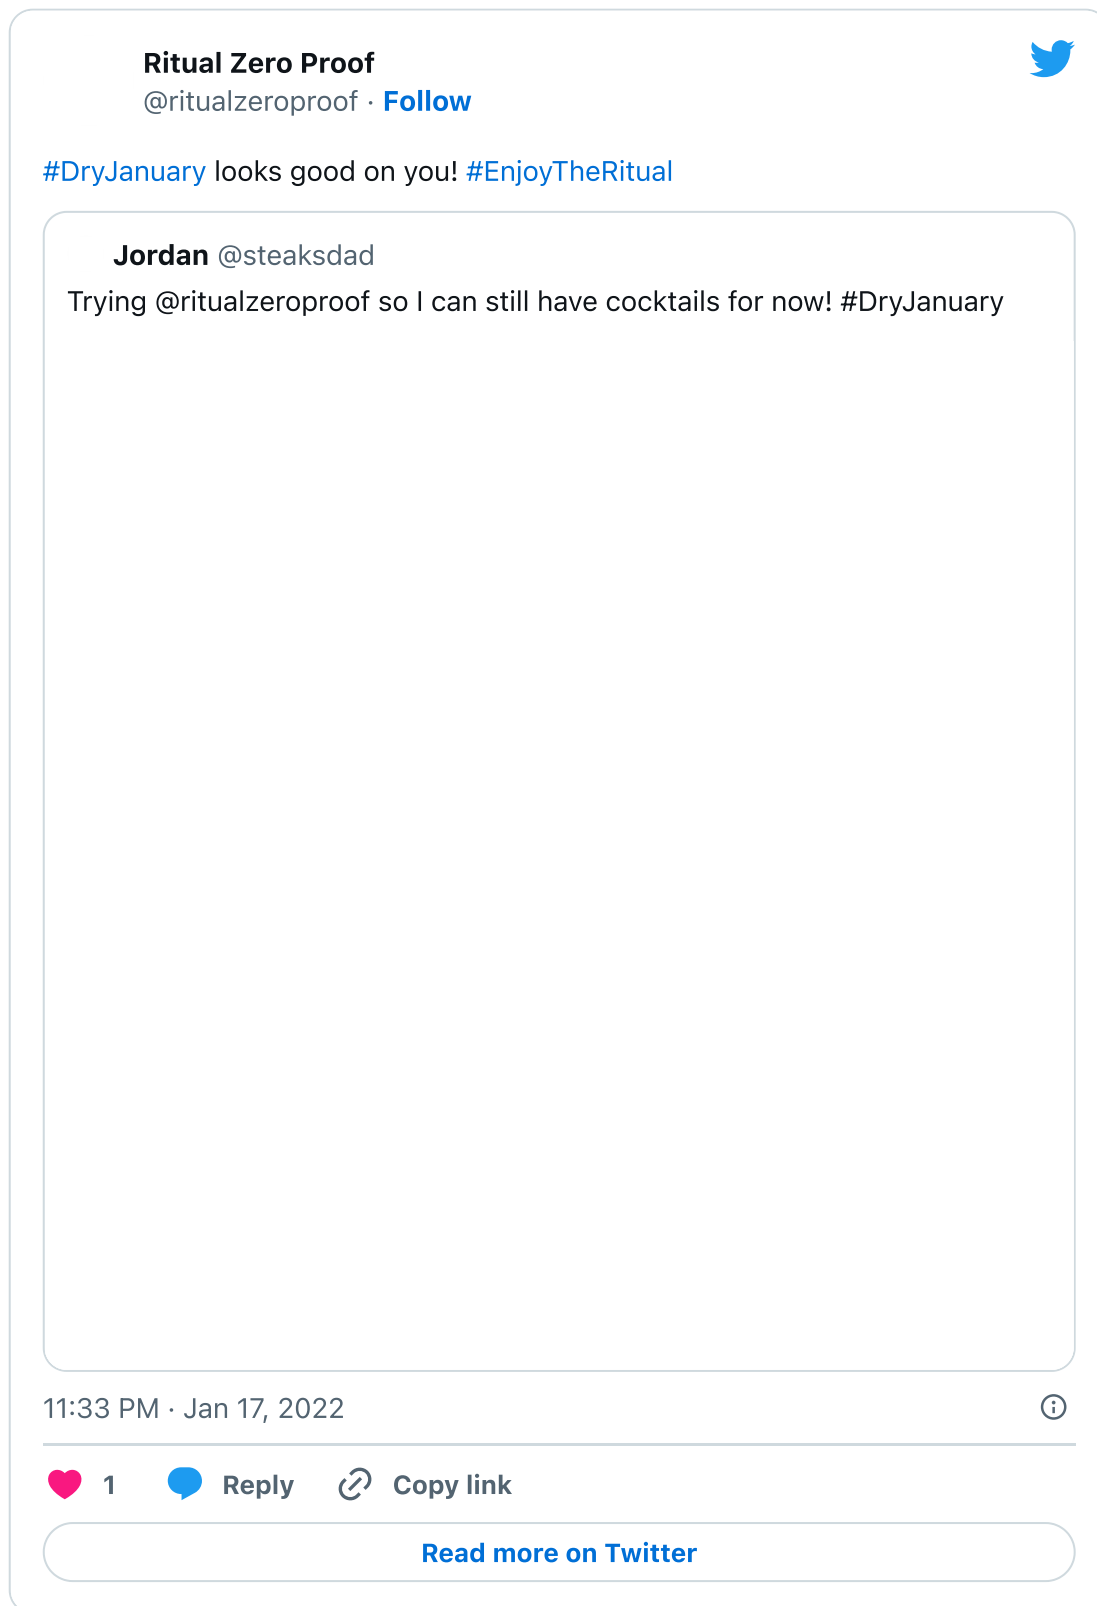 Ritual Zero Proof
@ritualzeroproof · Follow
#DryJanuary looks good on you! #EnjoyTheRitual
Jordan @steaksdad
Trying @ritualzeroproof so I can still have cocktails for now! #DryJanuary
11:33 PM · Jan 17, 2022
1 Reply Copy link
Read more on Twitter